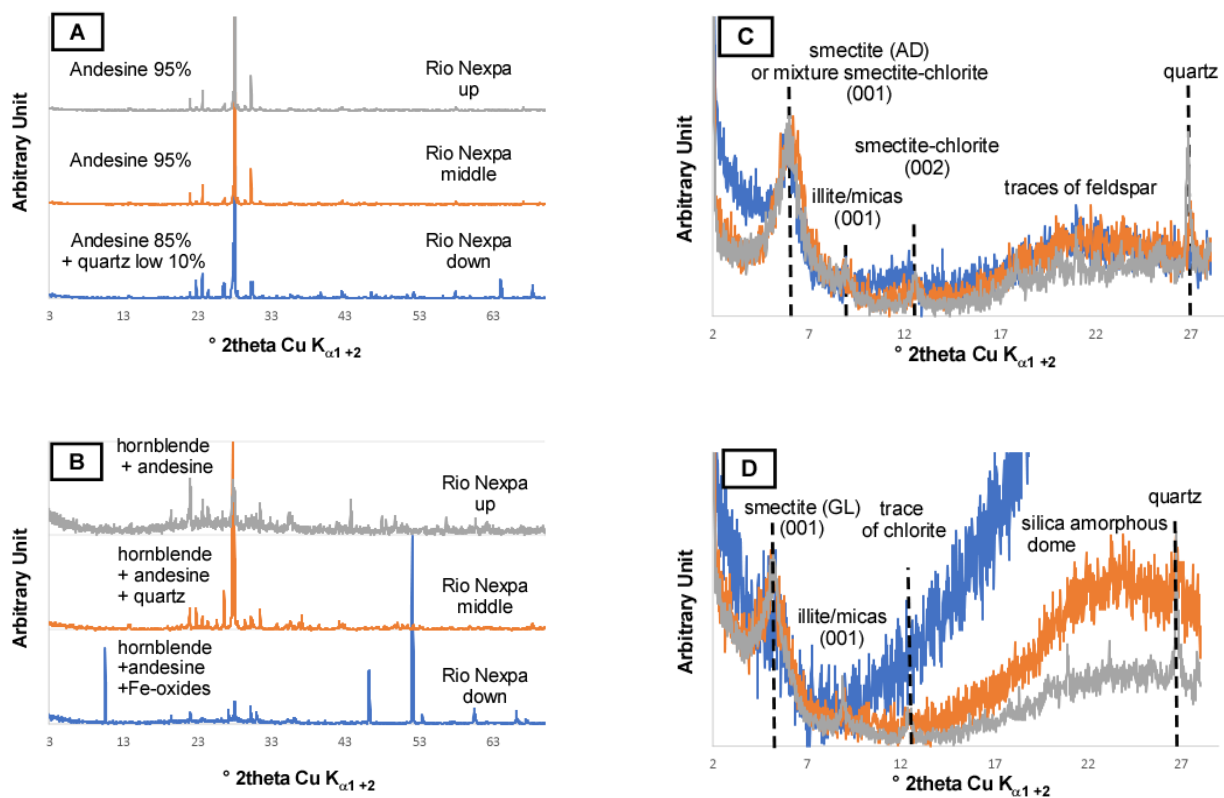 A
Andesine 95%
Rio Nexpa
up
Andesine 95%
Rio Nexpa
middle
Andesine 85%
+ quartz low 10%
Rio Nexpa
down
Arbitrary Unit
3 13 23 33 43 53 63
° 2theta Cu Kα1 +2
C
smectite (AD)
or mixture smectite-chlorite
(001)
quartz
smectite-chlorite
(002)
illite/micas
(001)
traces of feldspar
Arbitrary Unit
2 7 12 17 22 27
° 2theta Cu Kα1 +2
B
hornblende
+ andesine
Rio Nexpa
up
hornblende
+ andesine
+ quartz
Rio Nexpa
middle
hornblende
+andesine
+Fe-oxides
Rio Nexpa
down
Arbitrary Unit
3 13 23 33 43 53 63
° 2theta Cu Kα1 +2
D
smectite (GL)
(001)
trace
of chlorite
quartz
silica amorphous
dome
illite/micas
(001)
Arbitrary Unit
2 7 12 17 22 27
° 2theta Cu Kα1 +2